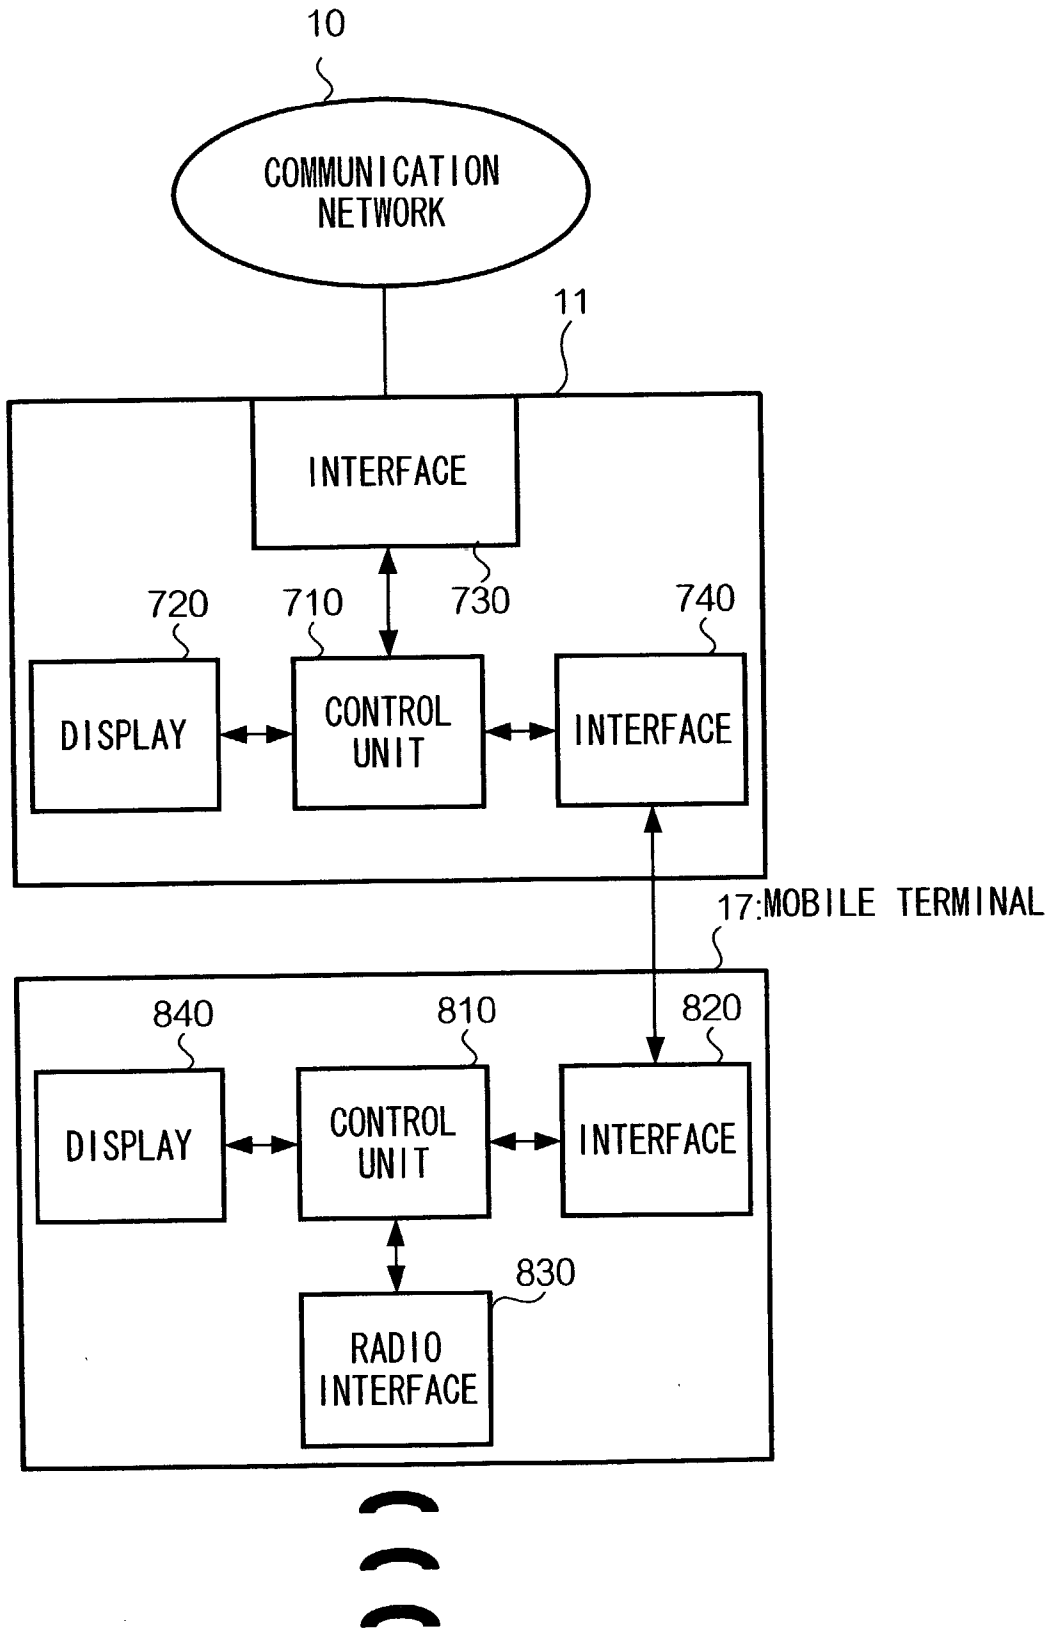 10
COMMUNICATION
NETWORK
11
INTERFACE
730
720
710
740
DISPLAY
CONTROL
UNIT
INTERFACE
17:MOBILE TERMINAL
840
810
820
DISPLAY
CONTROL
UNIT
INTERFACE
830
RADIO
INTERFACE